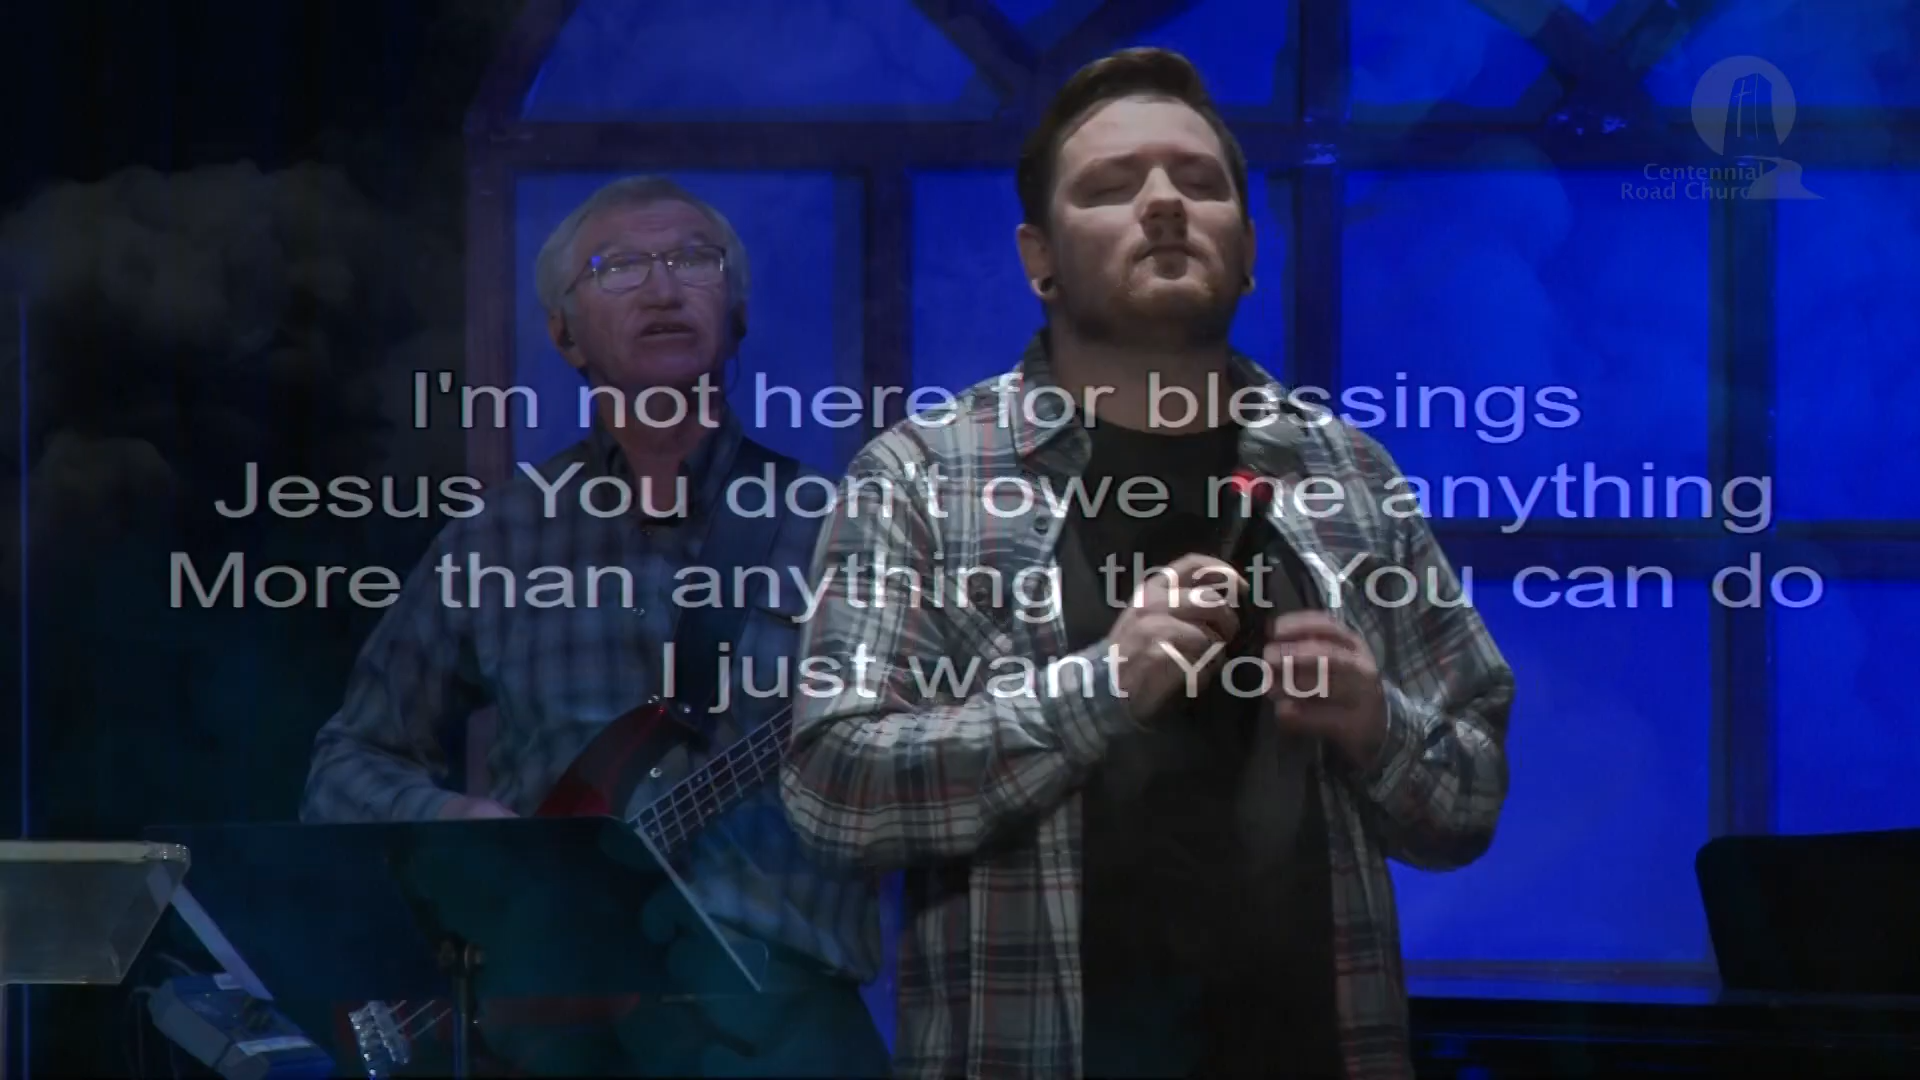 Centennial
Road Church
I'm not here for blessings
Jesus You don't owe me anything
More than anything that You can do
I just want You